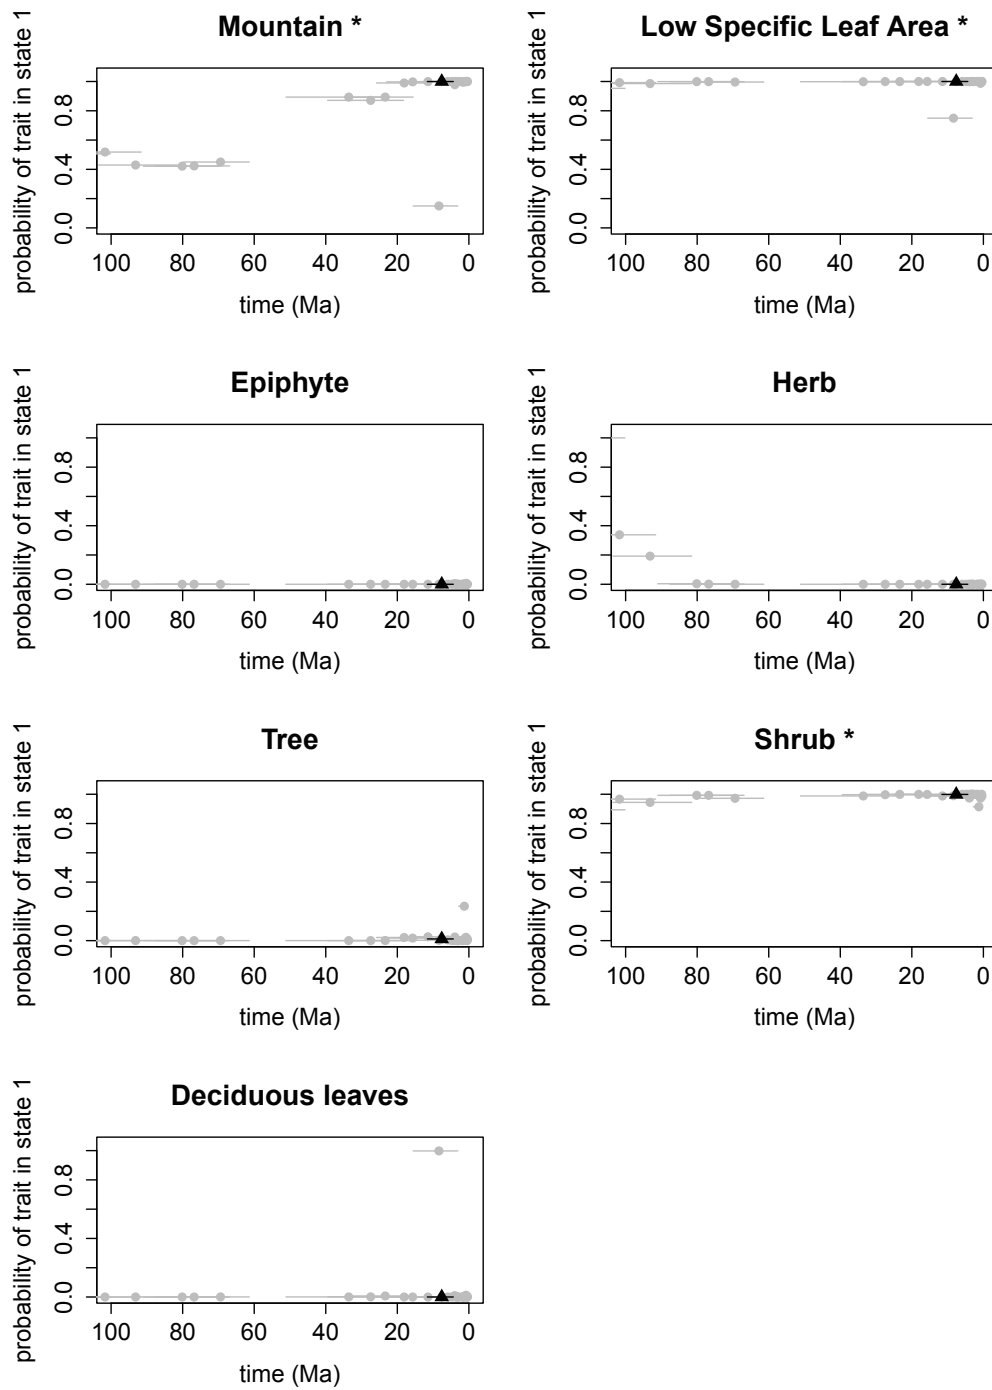 Mountain *
probability of trait in state 1
0.0 0.4 0.8
100 80 60 40 20 0
time (Ma)
Low Specific Leaf Area *
probability of trait in state 1
0.0 0.4 0.8
100 80 60 40 20 0
time (Ma)
Epiphyte
probability of trait in state 1
0.0 0.4 0.8
100 80 60 40 20 0
time (Ma)
Herb
probability of trait in state 1
0.0 0.4 0.8
100 80 60 40 20 0
time (Ma)
Tree
probability of trait in state 1
0.0 0.4 0.8
100 80 60 40 20 0
time (Ma)
Shrub *
probability of trait in state 1
0.0 0.4 0.8
100 80 60 40 20 0
time (Ma)
Deciduous leaves
probability of trait in state 1
0.0 0.4 0.8
100 80 60 40 20 0
time (Ma)